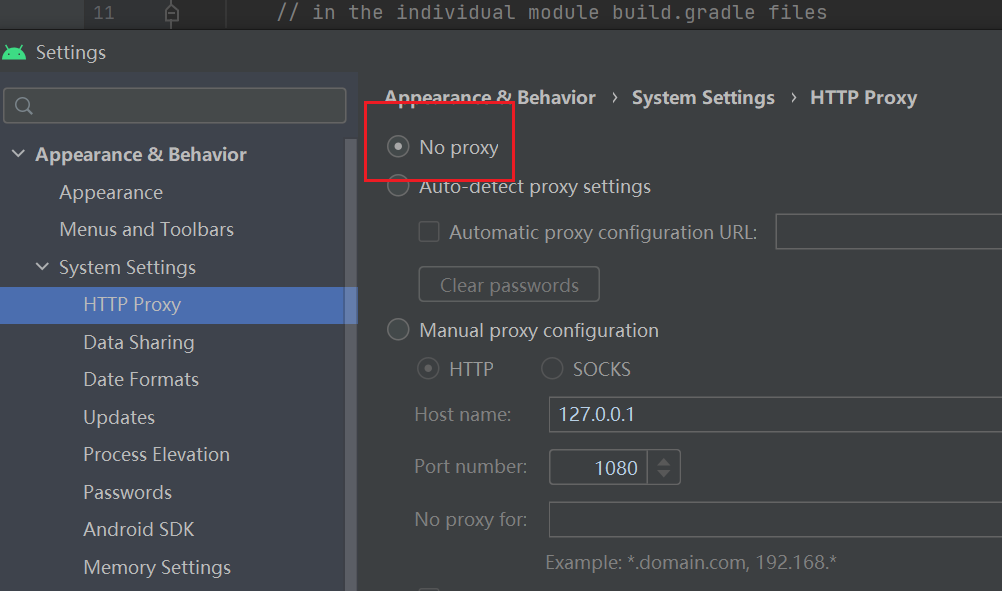 11 // in the individual module build.gradle files
Settings
Appearance & Behavior › System Settings › HTTP Proxy
No proxy
Appearance & Behavior
Auto-detect proxy settings
Appearance
Menus and Toolbars
Automatic proxy configuration URL:
System Settings
Clear passwords
HTTP Proxy
Manual proxy configuration
Data Sharing
HTTP SOCKS
Date Formats
Host name: 127.0.0.1
Updates
Process Elevation
Port number: 1080
Passwords
No proxy for:
Android SDK
Example: *.domain.com, 192.168.*
Memory Settings